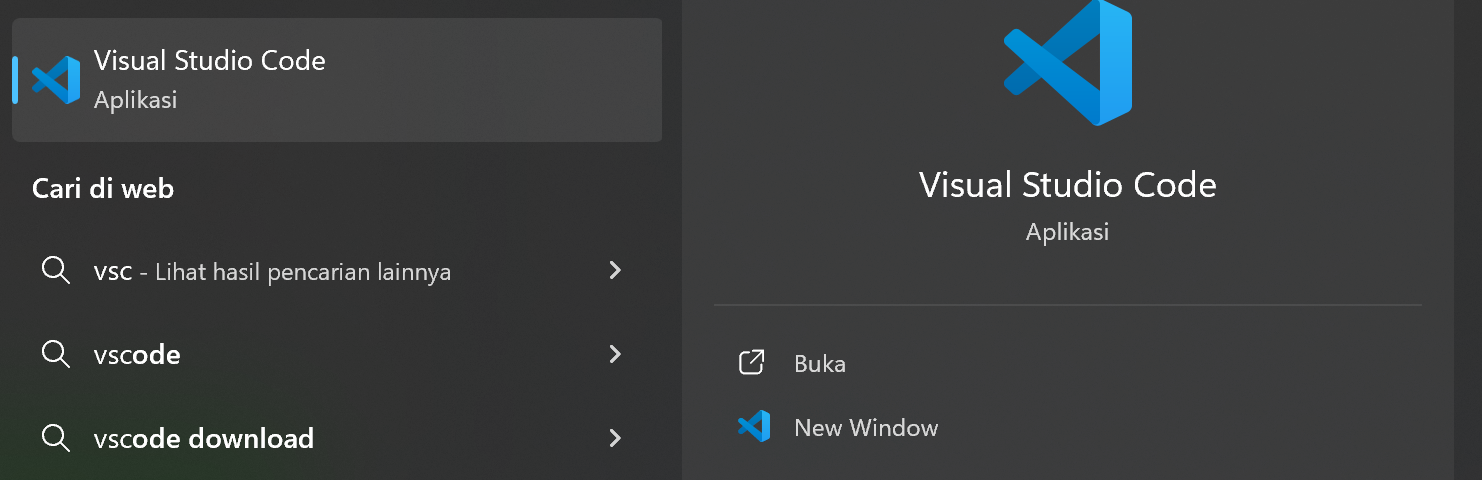 Visual Studio Code
Aplikasi
Cari di web
vsc - Lihat hasil pencarian lainnya
vscode
vscode download
Visual Studio Code
Aplikasi
Buka
New Window